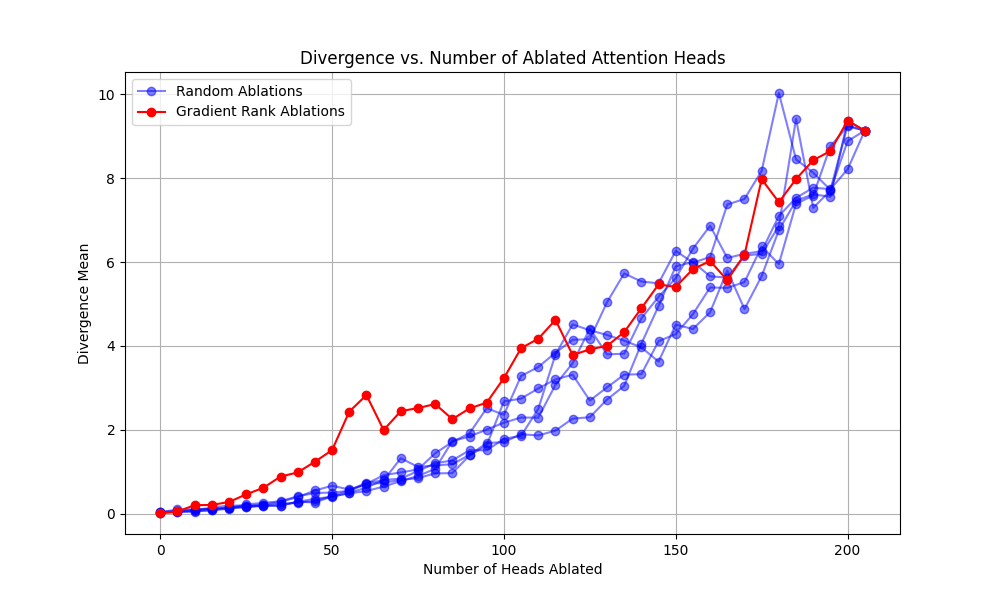 Divergence vs. Number of Ablated Attention Heads
Random Ablations
Gradient Rank Ablations
10
8
6
4
2
0
Divergence Mean
0 50 100 150 200
Number of Heads Ablated